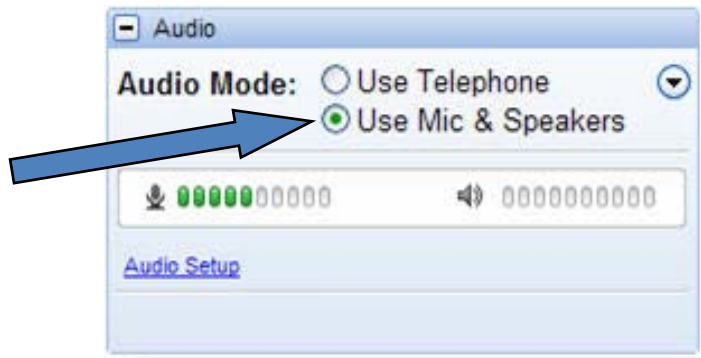 Audio
Audio Mode: Use Telephone
Use Mic & Speakers
Audio Setup